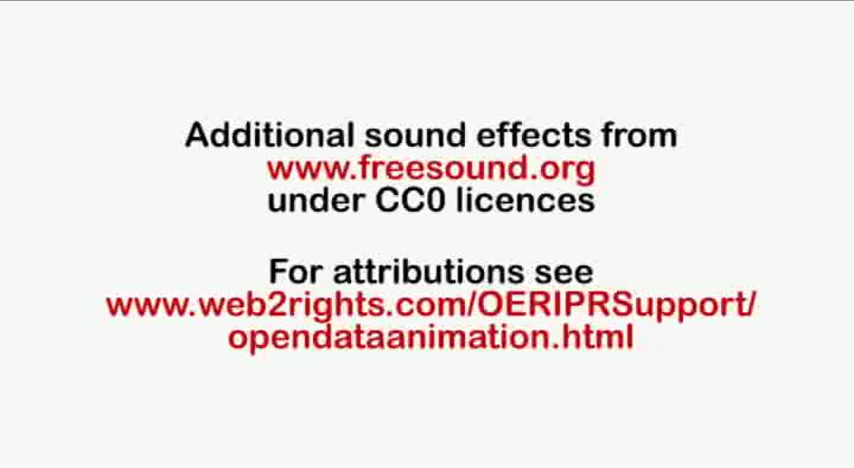 Additional sound effects from
www.freesound.org
under CC0 licences
For attributions see
www.web2rights.com/OERIPRSupport/
opendataanimation.html